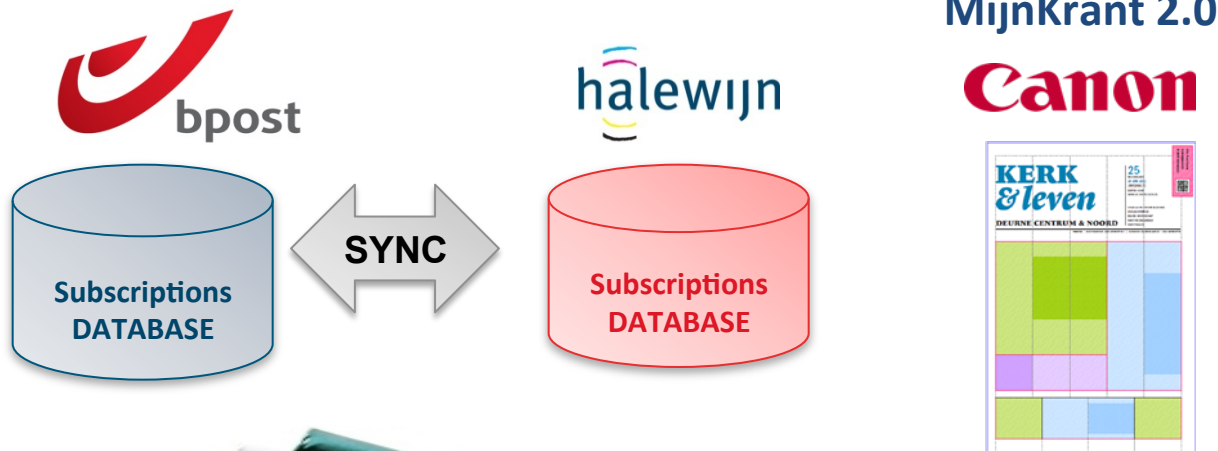 MijnKrant 2.0
bpost
halewijn
Canon
Subscriptions
DATABASE
SYNC
Subscriptions
DATABASE
KERK
& leven
25
DEURNE CENTRUM & NOORD